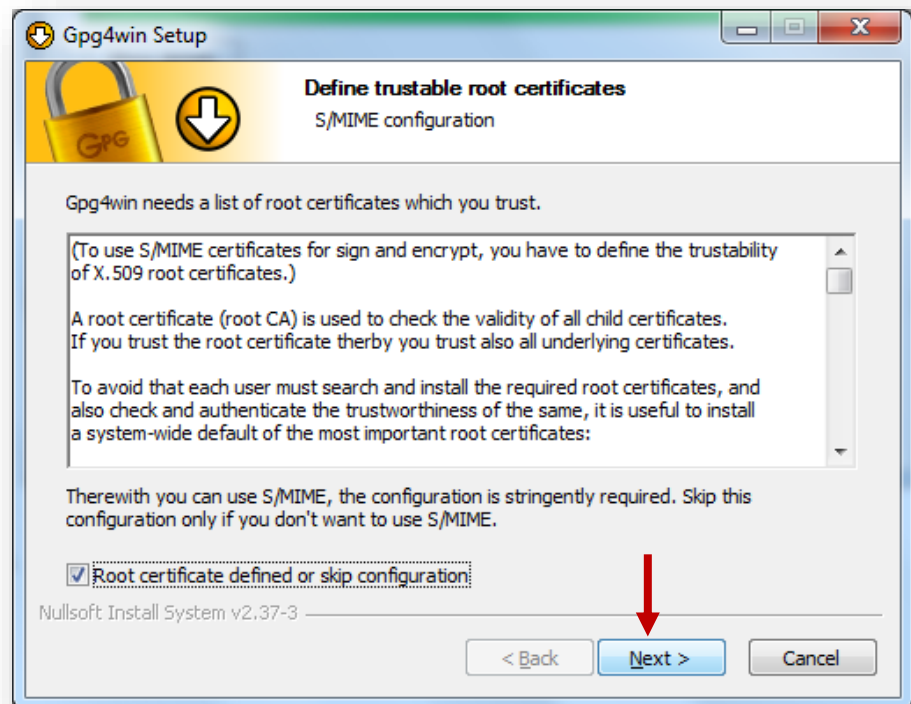 Gpg4win Setup
Define trustable root certificates
S/MIME configuration
GPG
Gpg4win needs a list of root certificates which you trust.
(To use S/MIME certificates for sign and encrypt, you have to define the trustability
of X.509 root certificates.)
A root certificate (root CA) is used to check the validity of all child certificates.
If you trust the root certificate therby you trust also all underlying certificates.
To avoid that each user must search and install the required root certificates, and
also check and authenticate the trustworthiness of the same, it is useful to install
a system-wide default of the most important root certificates:
Therewith you can use S/MIME, the configuration is stringently required. Skip this
configuration only if you don't want to use S/MIME.
Root certificate defined or skip configuration
Nullsoft Install System v2.37-3
< Back Next > Cancel